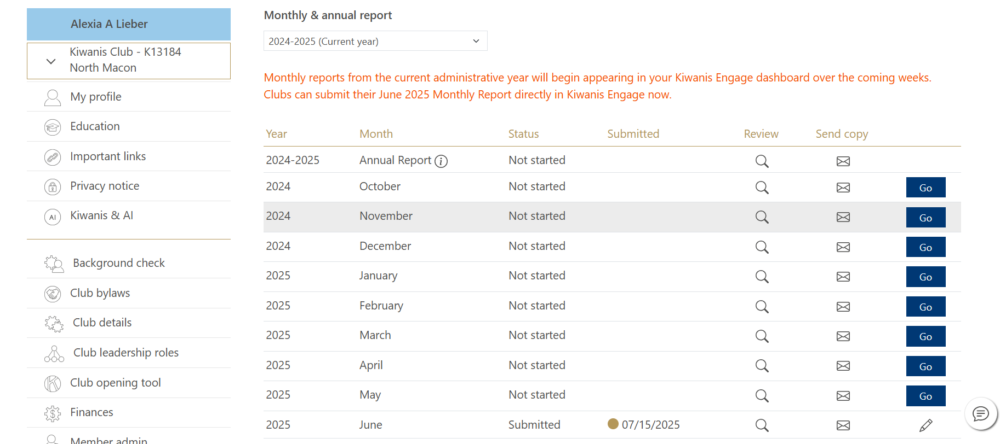 Alexia A Lieber
Kiwanis Club - K13184
North Macon
My profile
Education
Important links
Privacy notice
AI Kiwanis & AI
Background check
Club bylaws
Club details
Club leadership roles
Club opening tool
$ Finances
Member admin
Monthly & annual report
2024-2025 (Current year)
Monthly reports from the current administrative year will begin appearing in your Kiwanis Engage dashboard over the coming weeks.
Clubs can submit their June 2025 Monthly Report directly in Kiwanis Engage now.
Year Month Status Submitted Review Send copy
2024-2025 Annual Report i Not started
2024 October Not started Go
2024 November Not started Go
2024 December Not started Go
2025 January Not started Go
2025 February Not started Go
2025 March Not started Go
2025 April Not started Go
2025 May Not started Go
2025 June Submitted 07/15/2025